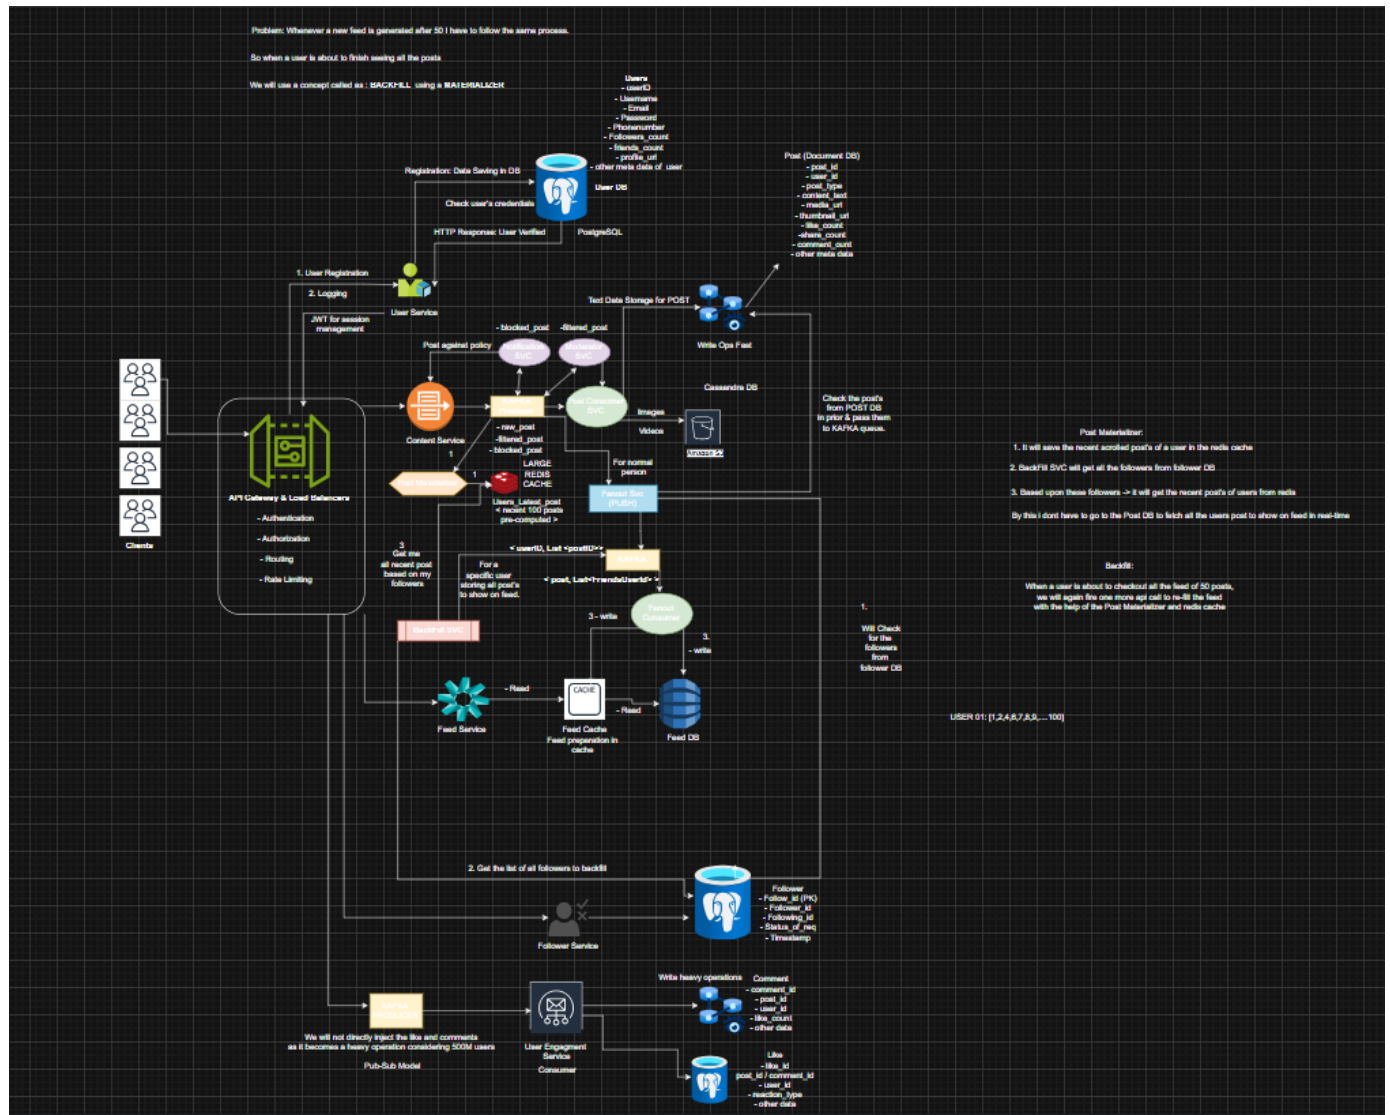 Problem: Whenever a new feed is generated after 50 I have to follow the same process.
So when a user is about to finish seeing all the posts
We will use a concept called as : BACKFILL using a MATERIALIZER
Users
- userID
- Username
- Email
- Password
- Phonenumber
- Followers_count
- friends_count
- profile_url
- other meta data of user
User DB
PostgreSQL
Registration: Data Saving in DB
Check user's credentials
HTTP Response: User Verified
Post (Document DB)
- post_id
- user_id
- post_type
- content_text
- media_url
- thumbnail_url
- like_count
-share_count
- comment_ount
- other meta data
1. User Registration
2. Logging
JWT for session
management
User Service
Text Data Storage for POST
Write Ops Fast
- blocked_post
-filtered_post
Post against policy
SVC
Moderator
SVC
Cassandra DB
Post Consumer
SVC
Images
Videos
Amazon S3
Content Service
- raw_post
-filtered_post
- blocked_post
Check the post's
from POST DB
in prior & pass them
to KAFKA queue.
Clients
API Gateway & Load Balancers
- Authentication
- Authorization
- Routing
- Rate Limiting
1
1
Post Materializer
LARGE
REDIS
CACHE
Users_Latest_post
< recent 100 posts
pre-computed >
For normal
person
Fanout Svc
(PUSH)
Post Materializer:
1. It will save the recent scrolled post's of a user in the redis cache
2. BackFill SVC will get all the followers from follower DB
3. Based upon these followers -> it will get the recent post's of users from redis
By this i dont have to go to the Post DB to fetch all the users post to show on feed in real-time
3
Get me
all recent post
based on my
followers
< userID, List <postID>>
For a
specific user
storing all post's
to show on feed.
< post, List<FriendsUserId> >
Backfill:
When a user is about to checkout all the feed of 50 posts,
we will again fire one more api call to re-fill the feed
with the help of the Post Materializer and redis cache
BackFill SVC
3 - write
Fanout
Consumer
3.
- write
1.
Will Check
for the
followers
from
follower DB
- Read
CACHE
- Read
Feed Service
Feed Cache
Feed preparation in
cache
Feed DB
USER 01: [1,2,4,6,7,8,9,....100]
2. Get the list of all followers to backfill
Follower Service
Follower
- Follow_id (PK)
- Follower_id
- Following_id
- Status_of_req
- Timestamp
Write heavy operations
Comment
- comment_id
- post_id
- user_id
- like_count
- other data
PRODUCER
We will not directly inject the like and comments
as it becomes a heavy operation considering 500M users
Pub-Sub Model
User Engagment
Service
Consumer
Like
- like_id
post_id / comment_id
- user_id
- reaction_type
- other data